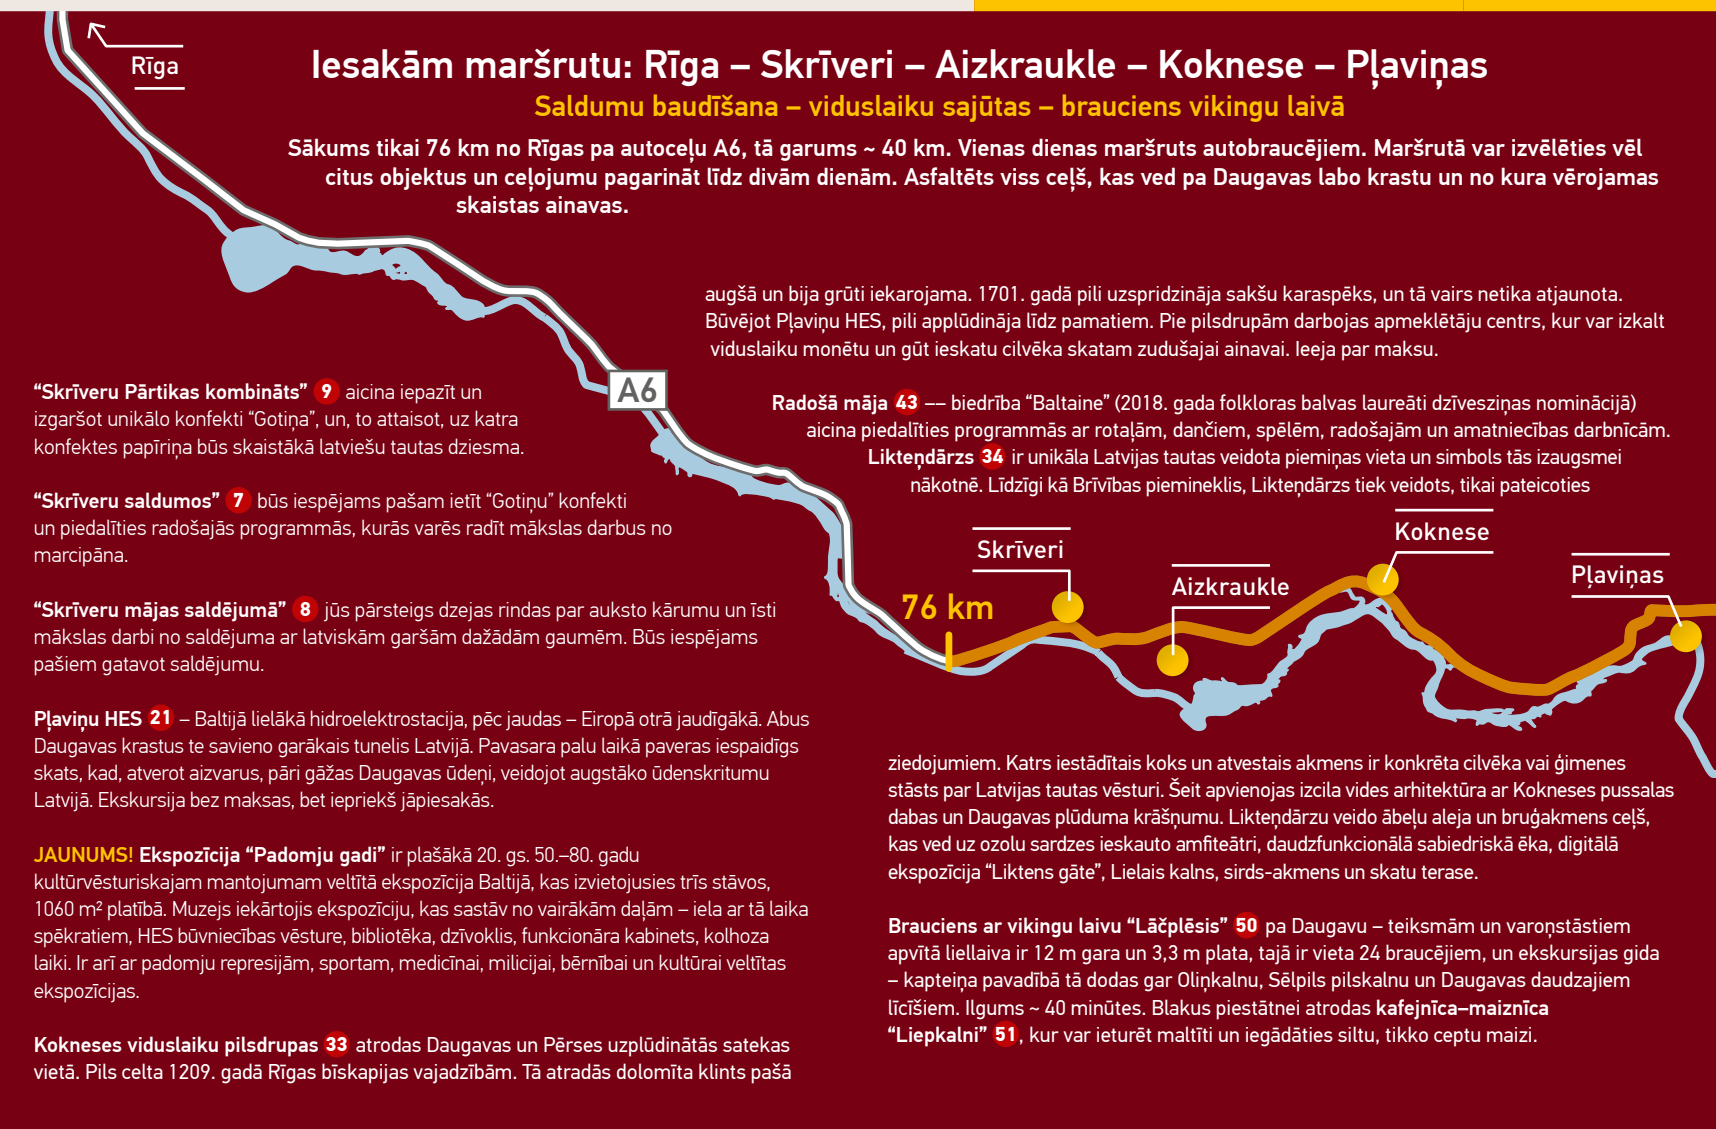 Rīga
Iesakām maršrutu: Rīga – Skrīveri – Aizkraukle – Koknese – Pļaviņas
Saldumu baudīšana – viduslaiku sajūtas – brauciens vikingu laivā
Sākums tikai 76 km no Rīgas pa autoceļu A6, tā garums ~ 40 km. Vienas dienas maršruts autobraucējiem. Maršrutā var izvēlēties vēl
citus objektus un ceļojumu pagarināt līdz divām dienām. Asfaltēts viss ceļš, kas ved pa Daugavas labo krastu un no kura vērojamas
skaistas ainavas.
A6
“Skrīveru Pārtikas kombināts” 9 aicina iepazīt un
izgaršot unikālo konfekti “Gotiņa”, un, to attaisot, uz katra
konfektes papīriņa būs skaistākā latviešu tautas dziesma.
“Skrīveru saldumos” 7 būs iespējams pašam ietīt “Gotiņu” konfekti
un piedalīties radošajās programmās, kurās varēs radīt mākslas darbus no
marcipāna.
“Skrīveru mājas saldējumā” 8 jūs pārsteigs dzejas rindas par auksto kārumu un īsti
mākslas darbi no saldējuma ar latviskām garšām dažādām gaumēm. Būs iespējams
pašiem gatavot saldējumu.
Pļaviņu HES 21 – Baltijā lielākā hidroelektrostacija, pēc jaudas – Eiropā otrā jaudīgākā. Abus
Daugavas krastus te savieno garākais tunelis Latvijā. Pavasara palu laikā paveras iespaidīgs
skats, kad, atverot aizvarus, pāri gāžas Daugavas ūdeņi, veidojot augstāko ūdenskritumu
Latvijā. Ekskursija bez maksas, bet iepriekš jāpiesakās.
JAUNUMS! Ekspozīcija “Padomju gadi” ir plašākā 20. gs. 50.–80. gadu
kultūrvēsturiskajam mantojumam veltītā ekspozīcija Baltijā, kas izvietojusies trīs stāvos,
1060 m² platībā. Muzejs iekārtojis ekspozīciju, kas sastāv no vairākām daļām – iela ar tā laika
spēkratiem, HES būvniecības vēsture, bibliotēka, dzīvoklis, funkcionāra kabinets, kolhoza
laiki. Ir arī ar padomju represijām, sportam, medicīnai, milicijai, bērnībai un kultūrai veltītas
ekspozīcijas.
Kokneses viduslaiku pilsdrupas 33 atrodas Daugavas un Pērses uzplūdinātās satekas
vietā. Pils celta 1209. gadā Rīgas bīskapijas vajadzībām. Tā atradās dolomīta klints pašā
augšā un bija grūti iekarojama. 1701. gadā pili uzspridzināja sakšu karaspēks, un tā vairs netika atjaunota.
Būvējot Pļaviņu HES, pili applūdināja līdz pamatiem. Pie pilsdrupām darbojas apmeklētāju centrs, kur var izkalt
viduslaiku monētu un gūt ieskatu cilvēka skatam zudušajai ainavai. Ieeja par maksu.
Radošā māja 43 –– biedrība “Baltaine” (2018. gada folkloras balvas laureāti dzīvesziņas nominācijā)
aicina piedalīties programmās ar rotaļām, dančiem, spēlēm, radošajām un amatniecības darbnīcām.
Likteņdārzs 34 ir unikāla Latvijas tautas veidota piemiņas vieta un simbols tās izaugsmei
nākotnē. Līdzīgi kā Brīvības piemineklis, Likteņdārzs tiek veidots, tikai pateicoties
76 km
Skrīveri
Aizkraukle
Koknese
Pļaviņas
ziedojumiem. Katrs iestādītais koks un atvestais akmens ir konkrēta cilvēka vai ģimenes
stāsts par Latvijas tautas vēsturi. Šeit apvienojas izcila vides arhitektūra ar Kokneses pussalas
dabas un Daugavas plūduma krāšņumu. Likteņdārzu veido ābeļu aleja un bruģakmens ceļš,
kas ved uz ozolu sardzes ieskauto amfiteātri, daudzfunkcionālā sabiedriskā ēka, digitālā
ekspozīcija “Liktens gāte”, Lielais kalns, sirds-akmens un skatu terase.
Brauciens ar vikingu laivu “Lāčplēsis” 50 pa Daugavu – teiksmām un varoņstāstiem
apvītā liellaiva ir 12 m gara un 3,3 m plata, tajā ir vieta 24 braucējiem, un ekskursijas gida
– kapteiņa pavadībā tā dodas gar Oliņkalnu, Sēlpils pilskalnu un Daugavas daudzajiem
līcīšiem. Ilgums ~ 40 minūtes. Blakus piestātnei atrodas kafejnīca–maiznīca
“Liepkalni” 51, kur var ieturēt maltīti un iegādāties siltu, tikko ceptu maizi.